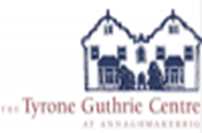 THE Tyrone Guthrie Centre
AT ANNAGHMAKERRIG